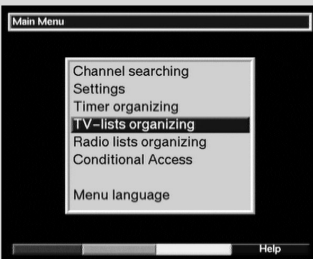 Main Menu
Channel searching
Settings
Timer organizing
TV-lists organizing
Radio lists organizing
Conditional Access
Menu language
Help